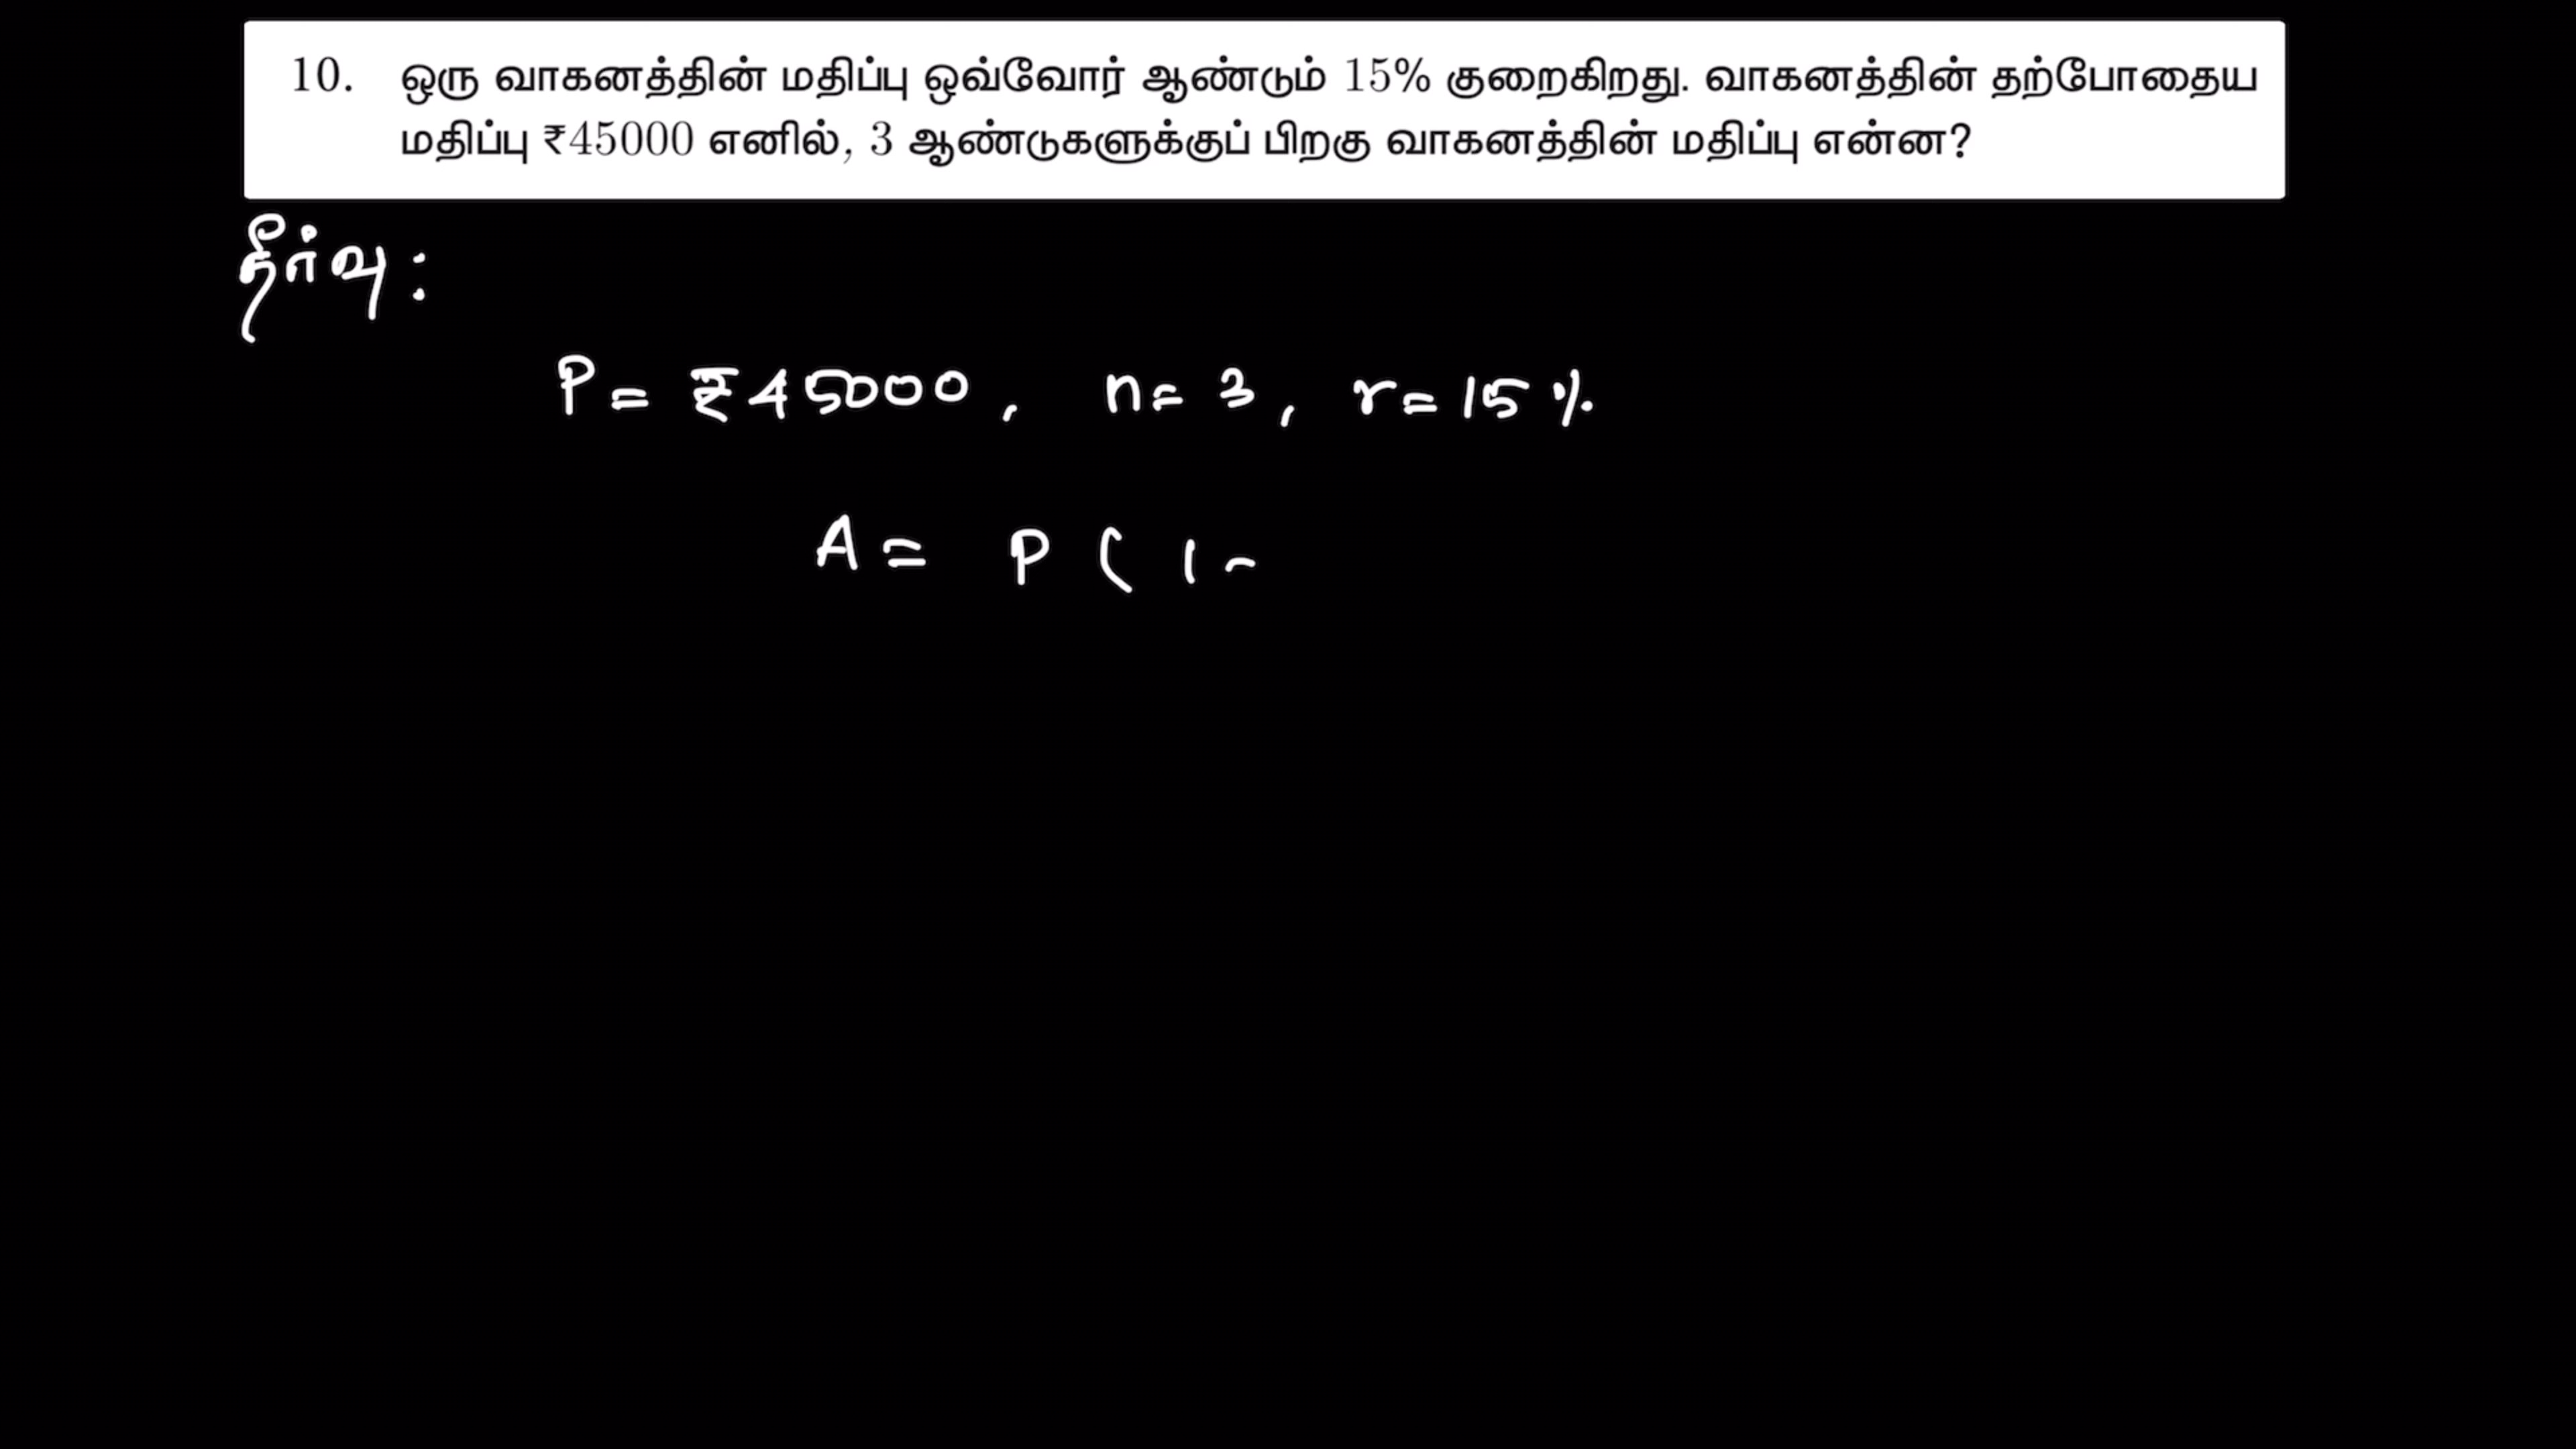 10. ஒரு வாகனத்தின் மதிப்பு ஒவ்வோர் ஆண்டும் 15% குறைகிறது. வாகனத்தின் தற்போதைய
மதிப்பு ₹45000 எனில், 3 ஆண்டுகளுக்குப் பிறகு வாகனத்தின் மதிப்பு என்ன?
தீர்வு:
P = ₹45000, n = 3, r = 15%
A = P ( 1 -